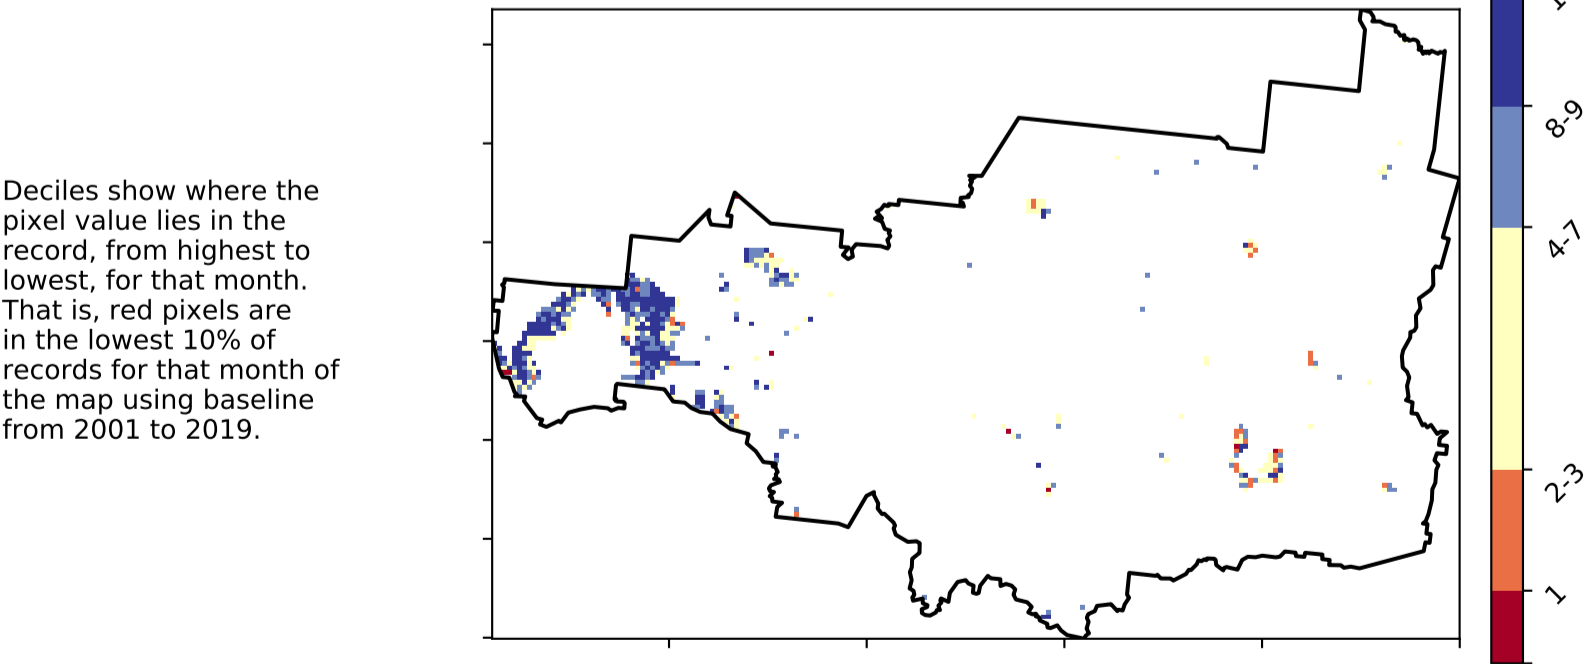 Deciles show where the
pixel value lies in the
record, from highest to
lowest, for that month.
That is, red pixels are
in the lowest 10% of
records for that month of
the map using baseline
from 2001 to 2019.
8-9
4-7
2-3
1